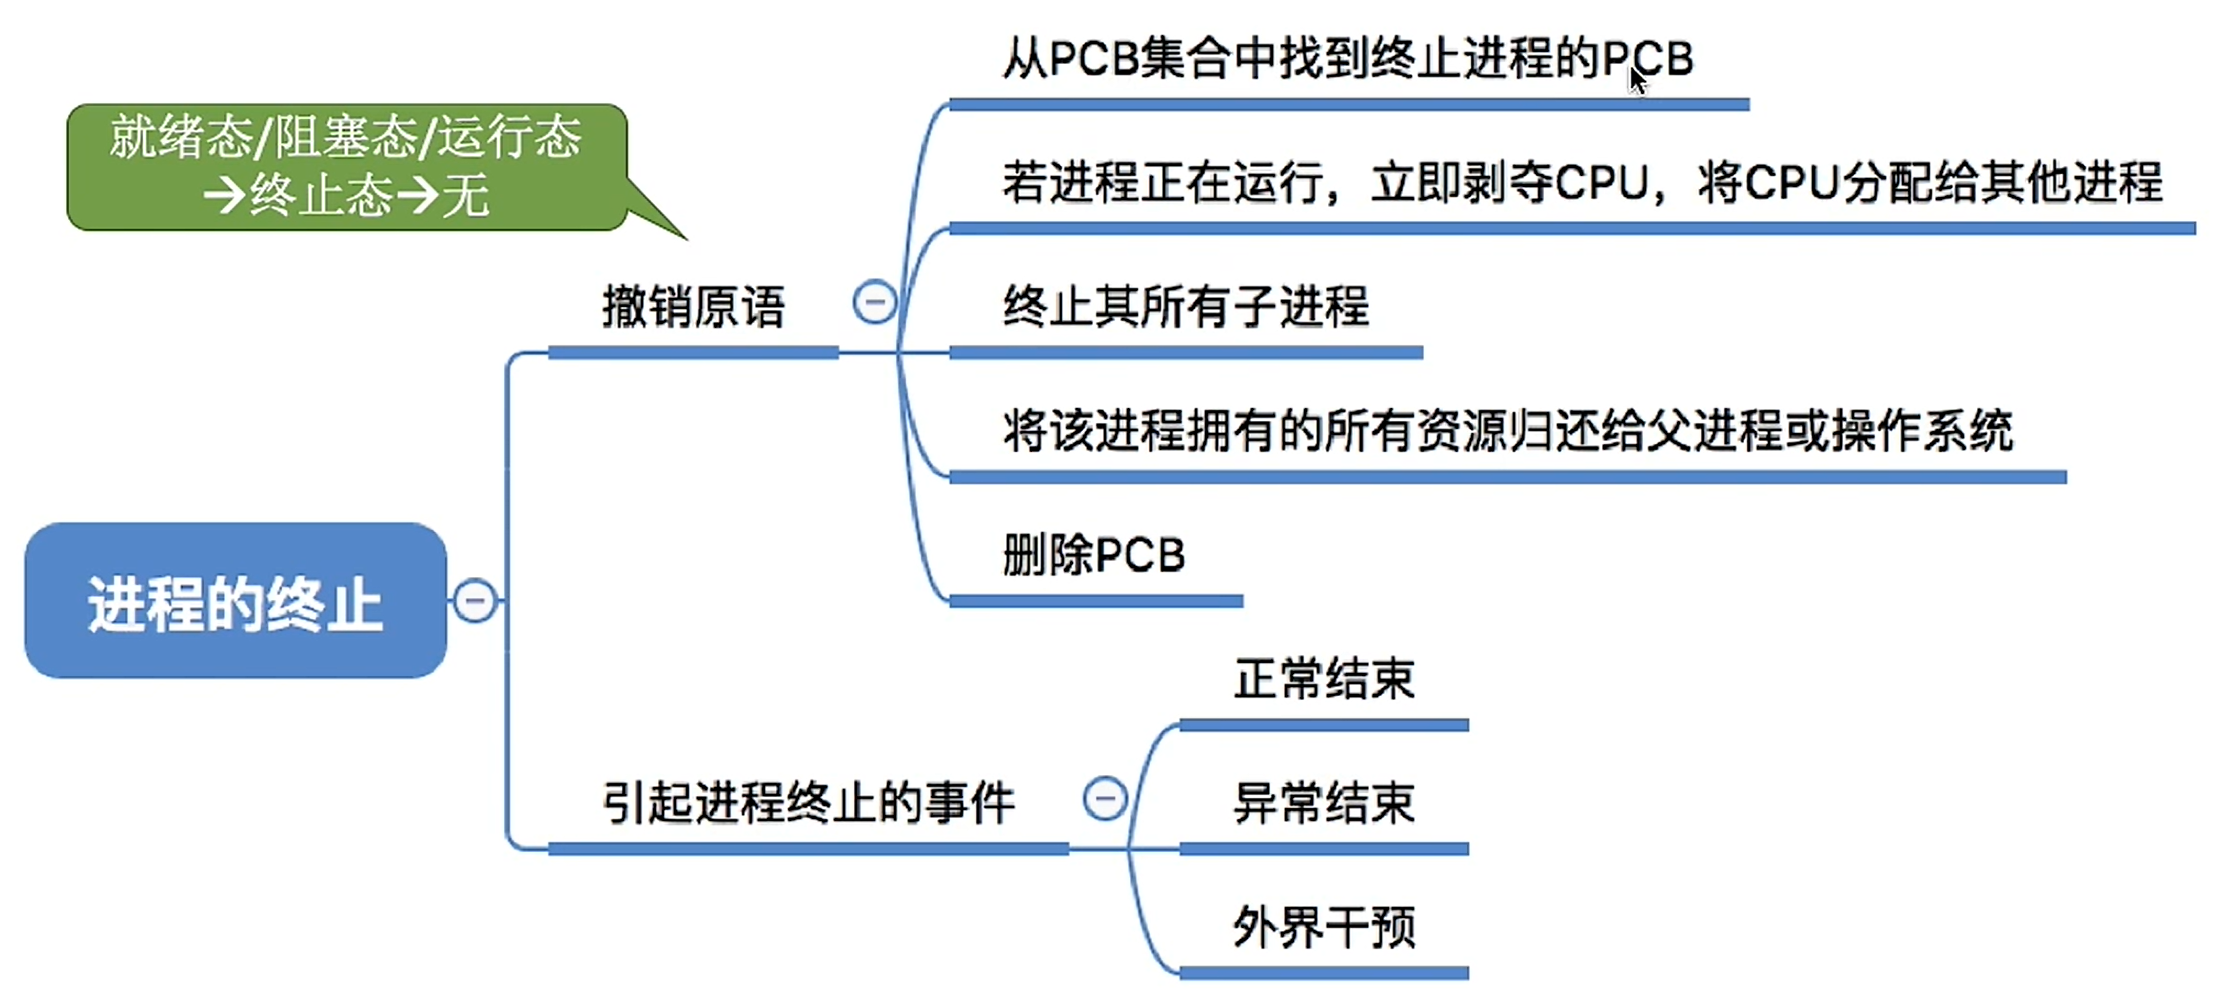 从PCB集合中找到终止进程的PCB
就绪态/阻塞态/运行态
→终止态→无
若进程正在运行，立即剥夺CPU，将CPU分配给其他进程
撤销原语
终止其所有子进程
将该进程拥有的所有资源归还给父进程或操作系统
删除PCB
进程的终止
正常结束
引起进程终止的事件
异常结束
外界干预